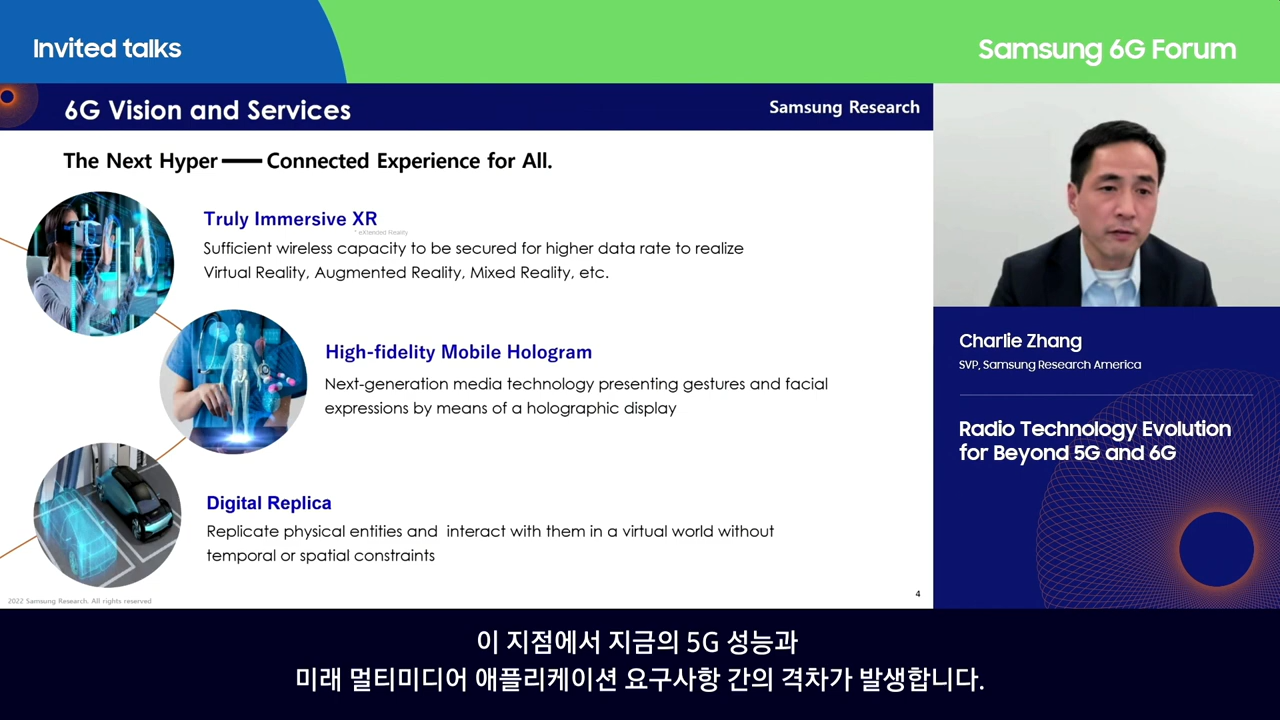 Invited talks
Samsung 6G Forum
6G Vision and Services
Samsung Research
The Next Hyper — Connected Experience for All.
Truly Immersive XR
* eXtended Reality
Sufficient wireless capacity to be secured for higher data rate to realize
Virtual Reality, Augmented Reality, Mixed Reality, etc.
High-fidelity Mobile Hologram
Next-generation media technology presenting gestures and facial
expressions by means of a holographic display
Digital Replica
Replicate physical entities and interact with them in a virtual world without
temporal or spatial constraints
2022 Samsung Research. All rights reserved
4
Charlie Zhang
SVP, Samsung Research America
Radio Technology Evolution
for Beyond 5G and 6G
이 지점에서 지금의 5G 성능과
미래 멀티미디어 애플리케이션 요구사항 간의 격차가 발생합니다.